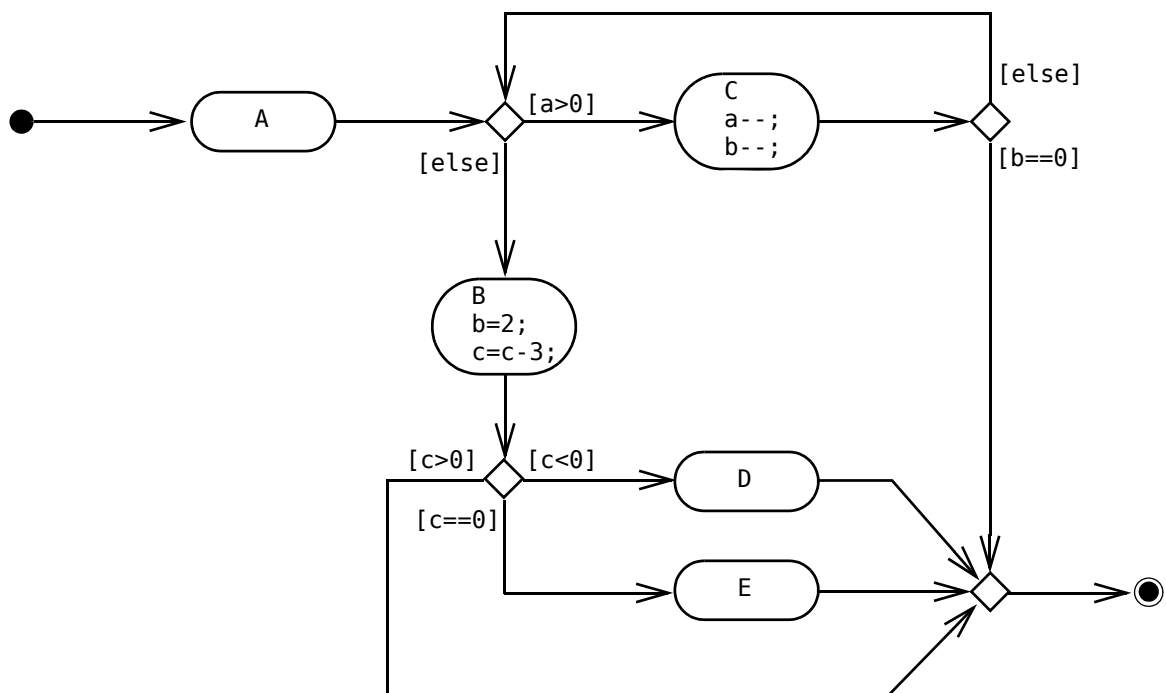 [else]
[a>0]
C
a--;
b--;
A
[else]
[b==0]
B
b=2;
c=c-3;
[c>0]
[c<0]
D
[c==0]
E